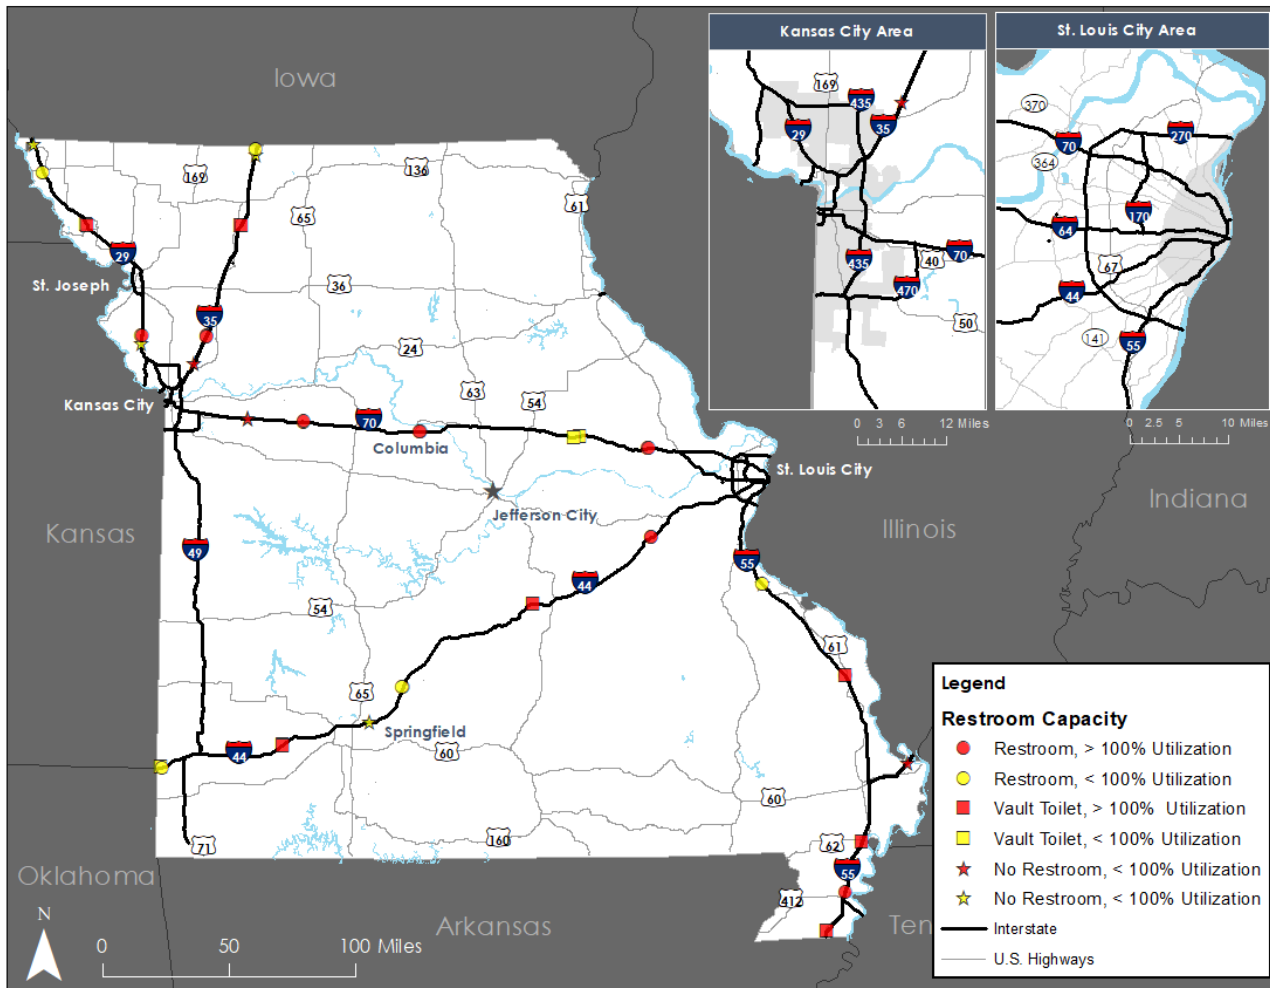 Kansas City Area
St. Louis City Area
Iowa
169
435
35
29
435
70
40
470
50
0 3 6 12 Miles
370
70
270
364
170
64
67
44
141
55
0 2.5 5 10 Miles
169
136
65
61
29
St. Joseph
36
35
24
63
54
Kansas City
70
Columbia
St. Louis City
Jefferson City
Kansas
Illinois
Indiana
49
44
55
54
61
65
Springfield
44
60
60
71
160
62
55
412
Oklahoma
Arkansas
Ten
N
0 50 100 Miles
Legend
Restroom Capacity
Restroom, > 100% Utilization
Restroom, < 100% Utilization
Vault Toilet, > 100% Utilization
Vault Toilet, < 100% Utilization
No Restroom, < 100% Utilization
No Restroom, < 100% Utilization
Interstate
U.S. Highways